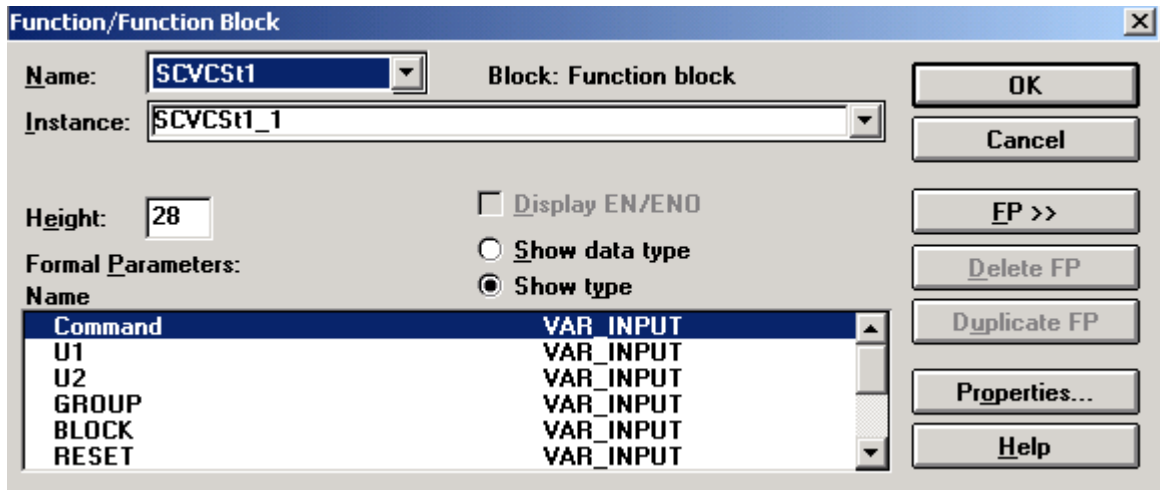 Function/Function Block
Name: SCVCSt1 Block: Function block OK
Instance: SCVCSt1_1 Cancel
Height: 28 Display EN/ENO FP >>
Show data type
Formal Parameters: Delete FP
Name Show type
Command VAR_INPUT Duplicate FP
U1 VAR_INPUT
U2 VAR_INPUT
GROUP VAR_INPUT Properties...
BLOCK VAR_INPUT
RESET VAR_INPUT Help